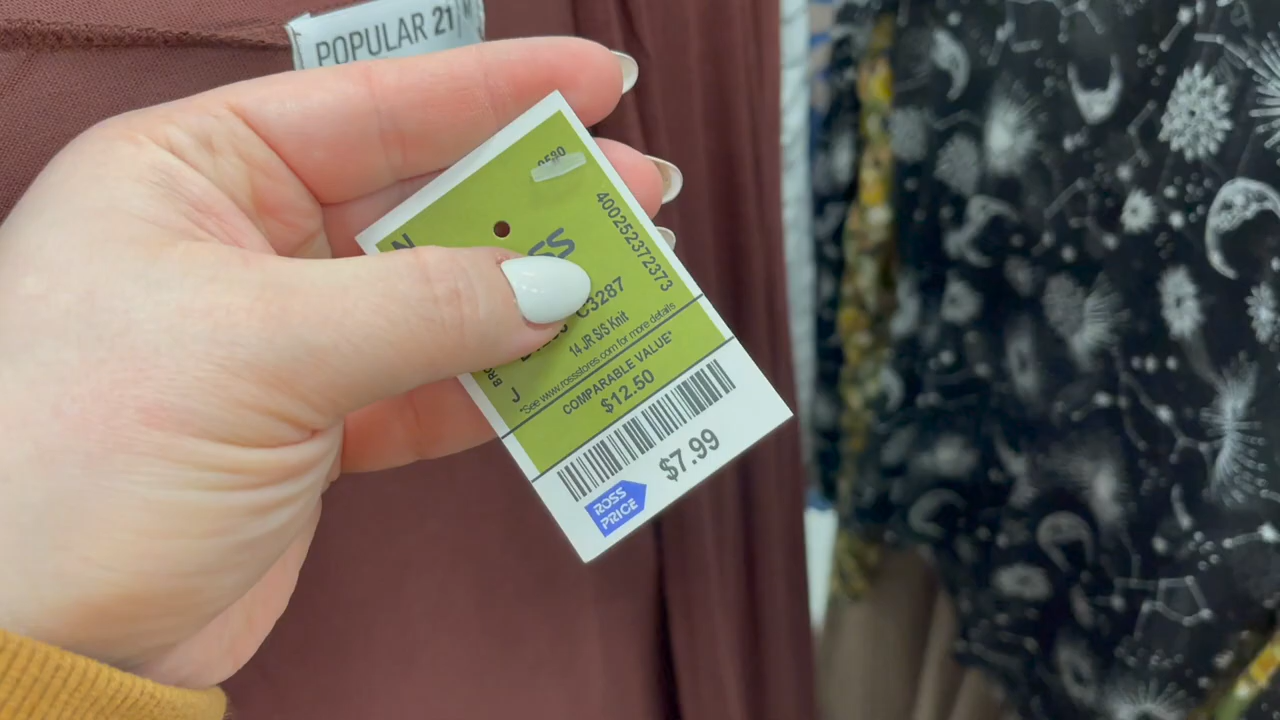 POPULAR 21
M
0580
400252372373
C3287
14 JR S/S Knit
J
*See www.rossstores.com for more details
COMPARABLE VALUE*
$12.50
$7.99
ROSS
PRICE